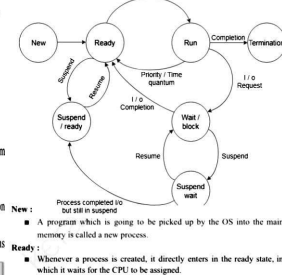 New
Ready
Run
Completion
Termination
Suspend
Resume
Priority / Time
quantum
I / o
Request
I / o
Completion
Suspend
/ ready
Wait /
block
Resume
Suspend
Suspend
wait
Process completed I/o
but still in suspend
New :
■ A program which is going to be picked up by the OS into the main
memory is called a new process.
Ready :
■ Whenever a process is created, it directly enters in the ready state, in
which it waits for the CPU to be assigned.